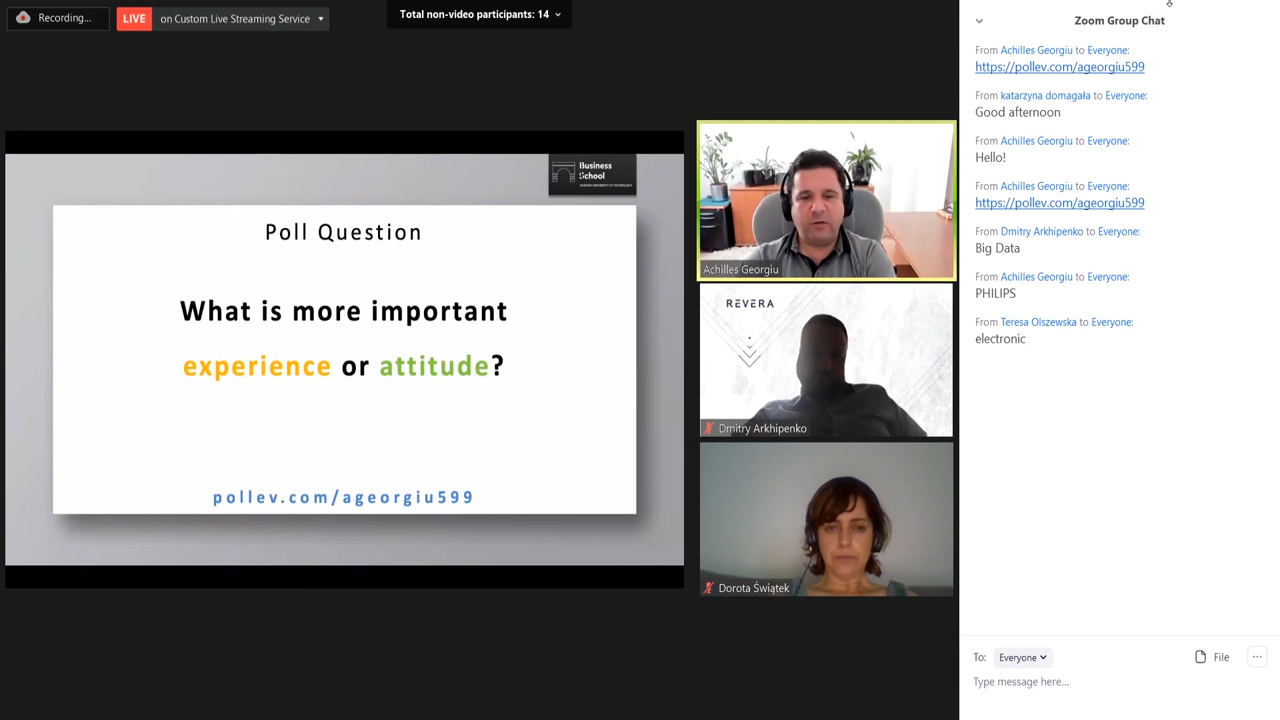 Recording...
LIVE on Custom Live Streaming Service
Total non-video participants: 14
Business
School
WARSAW UNIVERSITY OF TECHNOLOGY
Poll Question
What is more important
experience or attitude?
pollev.com/ageorgiu599
Achilles Georgiu
REVERA
Dmitry Arkhipenko
Dorota Świątek
Zoom Group Chat
From Achilles Georgiu to Everyone:
https://pollev.com/ageorgiu599
From katarzyna domagała to Everyone:
Good afternoon
From Achilles Georgiu to Everyone:
Hello!
From Achilles Georgiu to Everyone:
https://pollev.com/ageorgiu599
From Dmitry Arkhipenko to Everyone:
Big Data
From Achilles Georgiu to Everyone:
PHILIPS
From Teresa Olszewska to Everyone:
electronic
To: Everyone
File
...
Type message here...